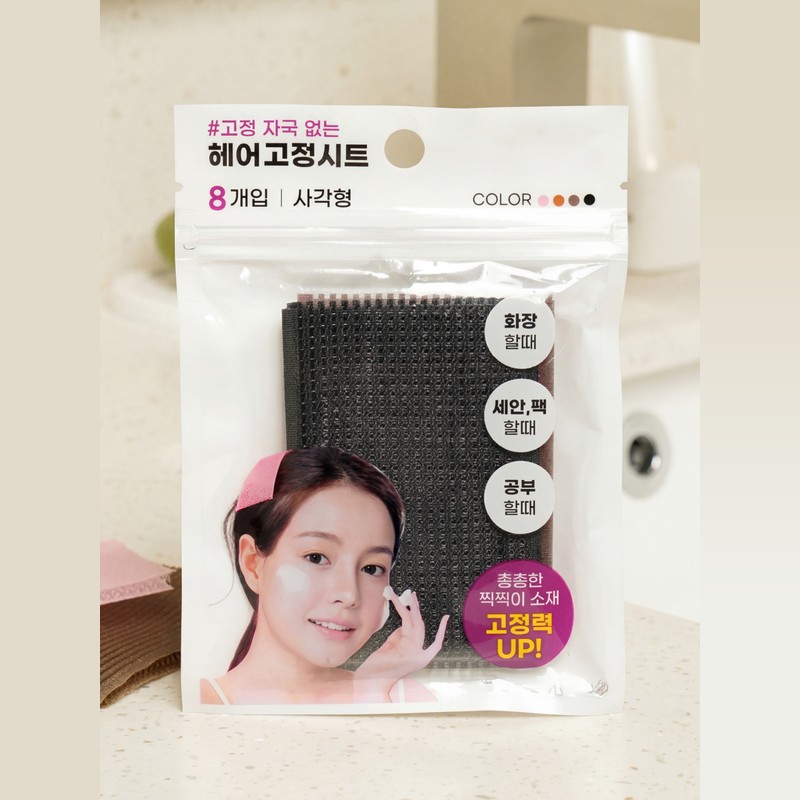 #고정 자국 없는
헤어고정시트
8개입 | 사각형
COLOR
화장
할때
세안,팩
할때
공부
할때
총총한
찍찍이 소재
고정력
UP!